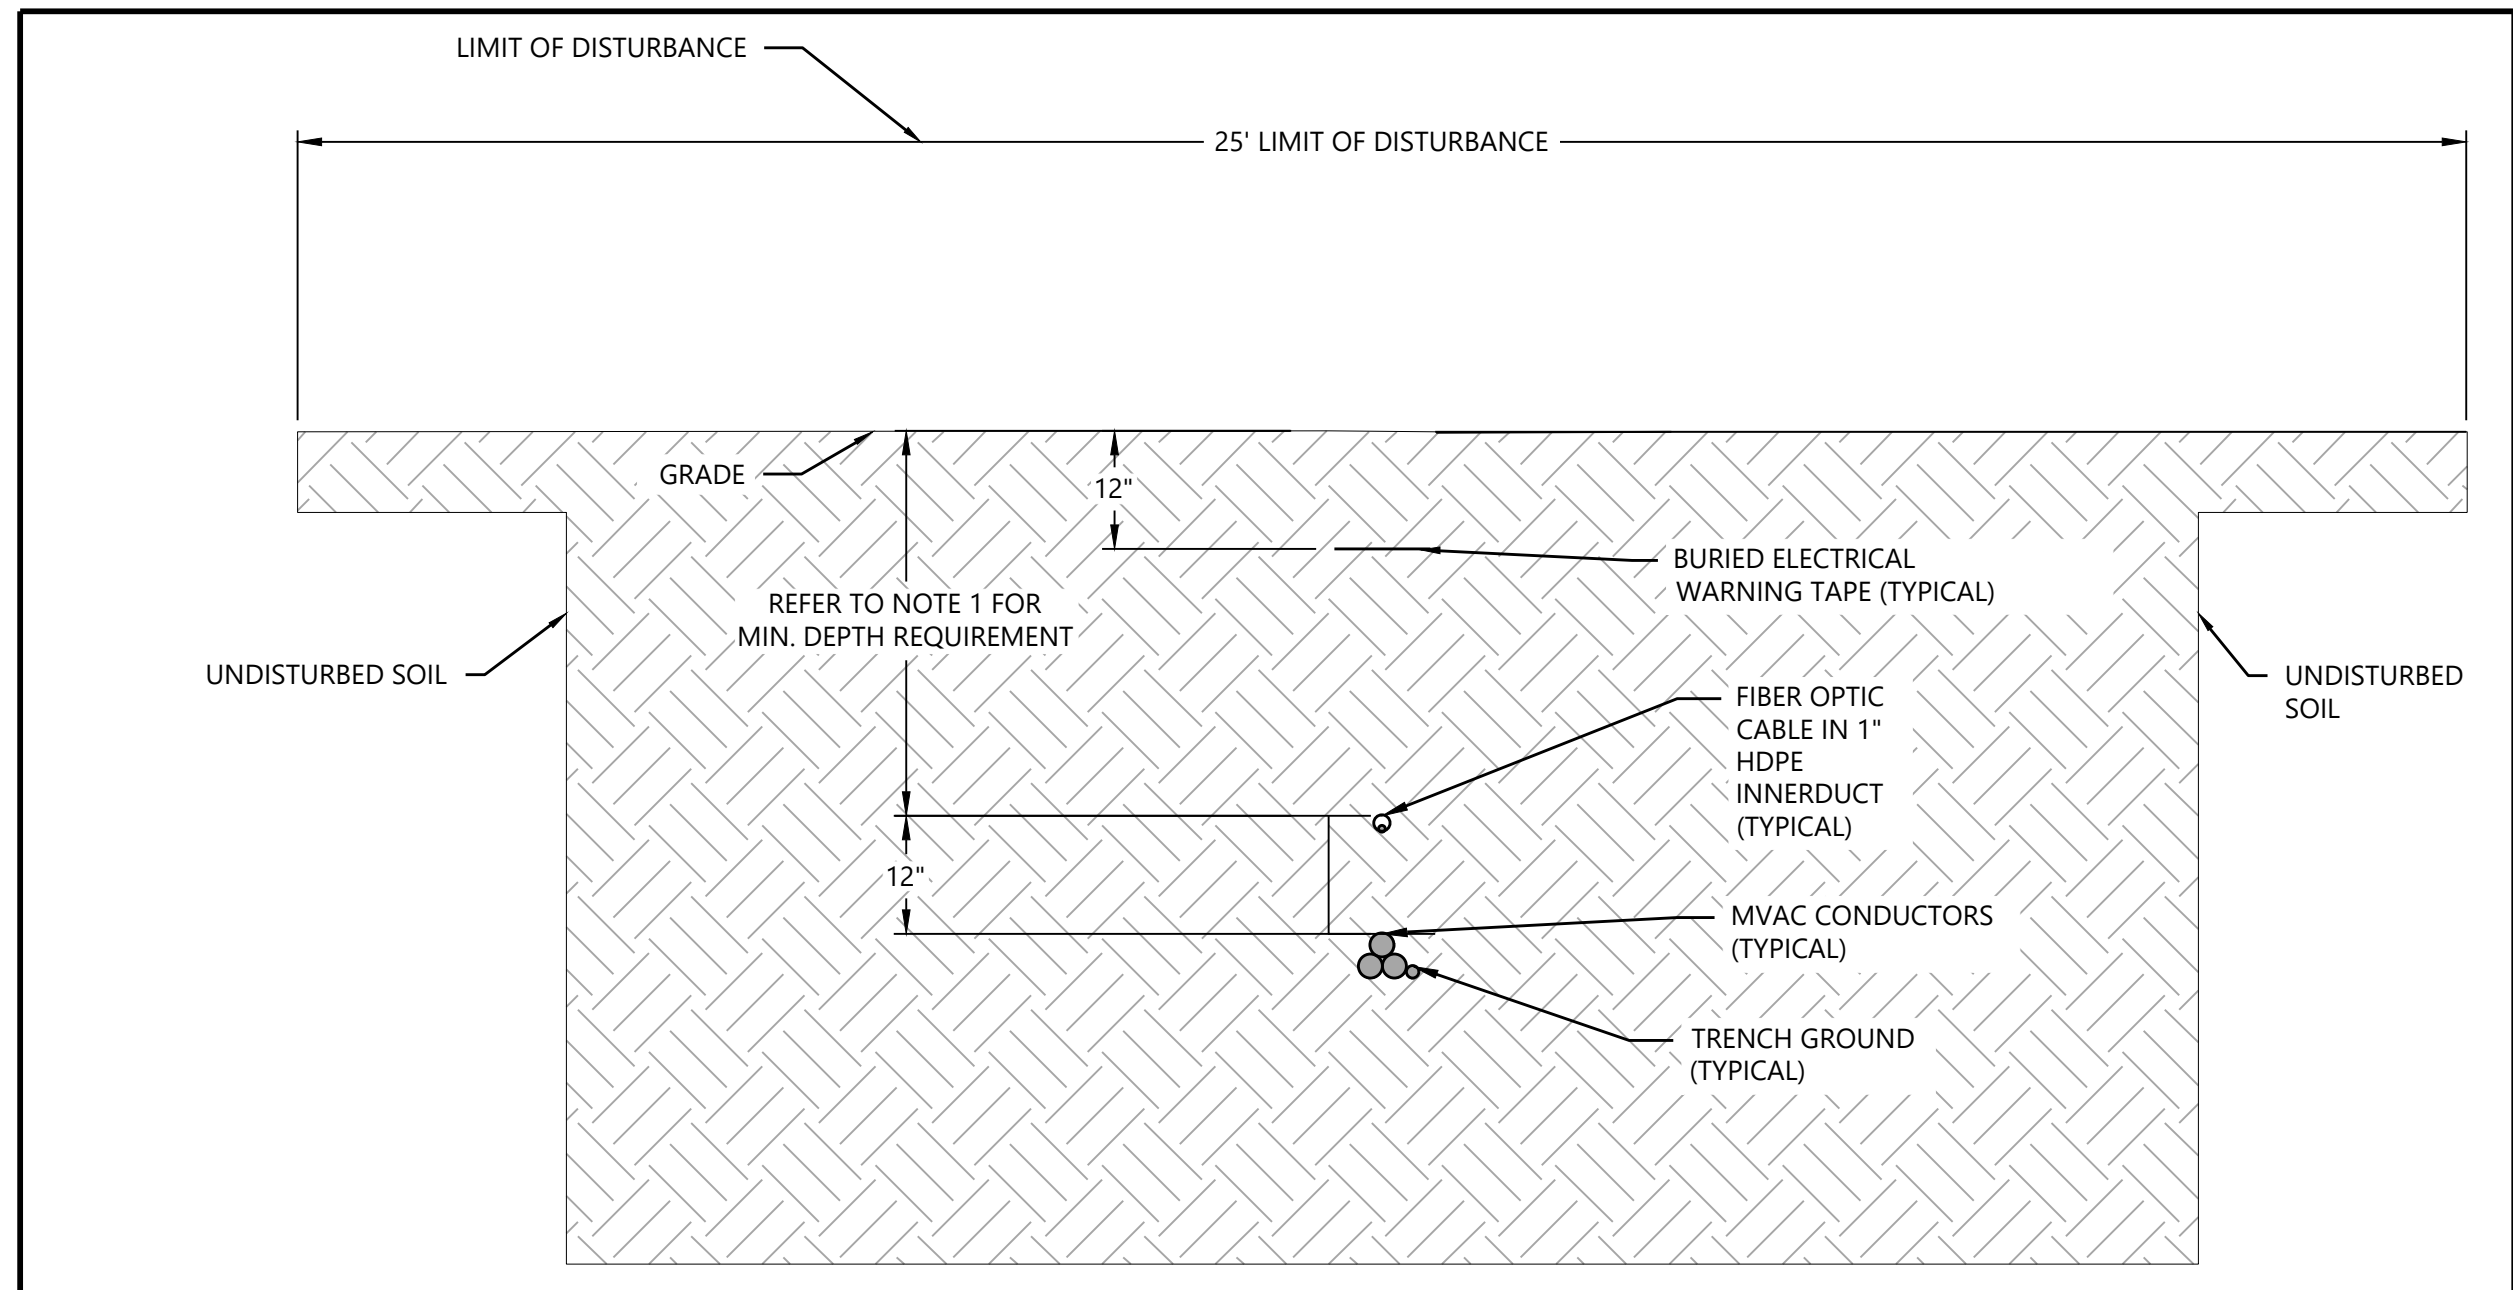 LIMIT OF DISTURBANCE
25' LIMIT OF DISTURBANCE
GRADE
12"
BURIED ELECTRICAL
WARNING TAPE (TYPICAL)
REFER TO NOTE 1 FOR
MIN. DEPTH REQUIREMENT
UNDISTURBED SOIL
UNDISTURBED
SOIL
FIBER OPTIC
CABLE IN 1"
HDPE
INNERDUCT
(TYPICAL)
12"
MVAC CONDUCTORS
(TYPICAL)
TRENCH GROUND
(TYPICAL)